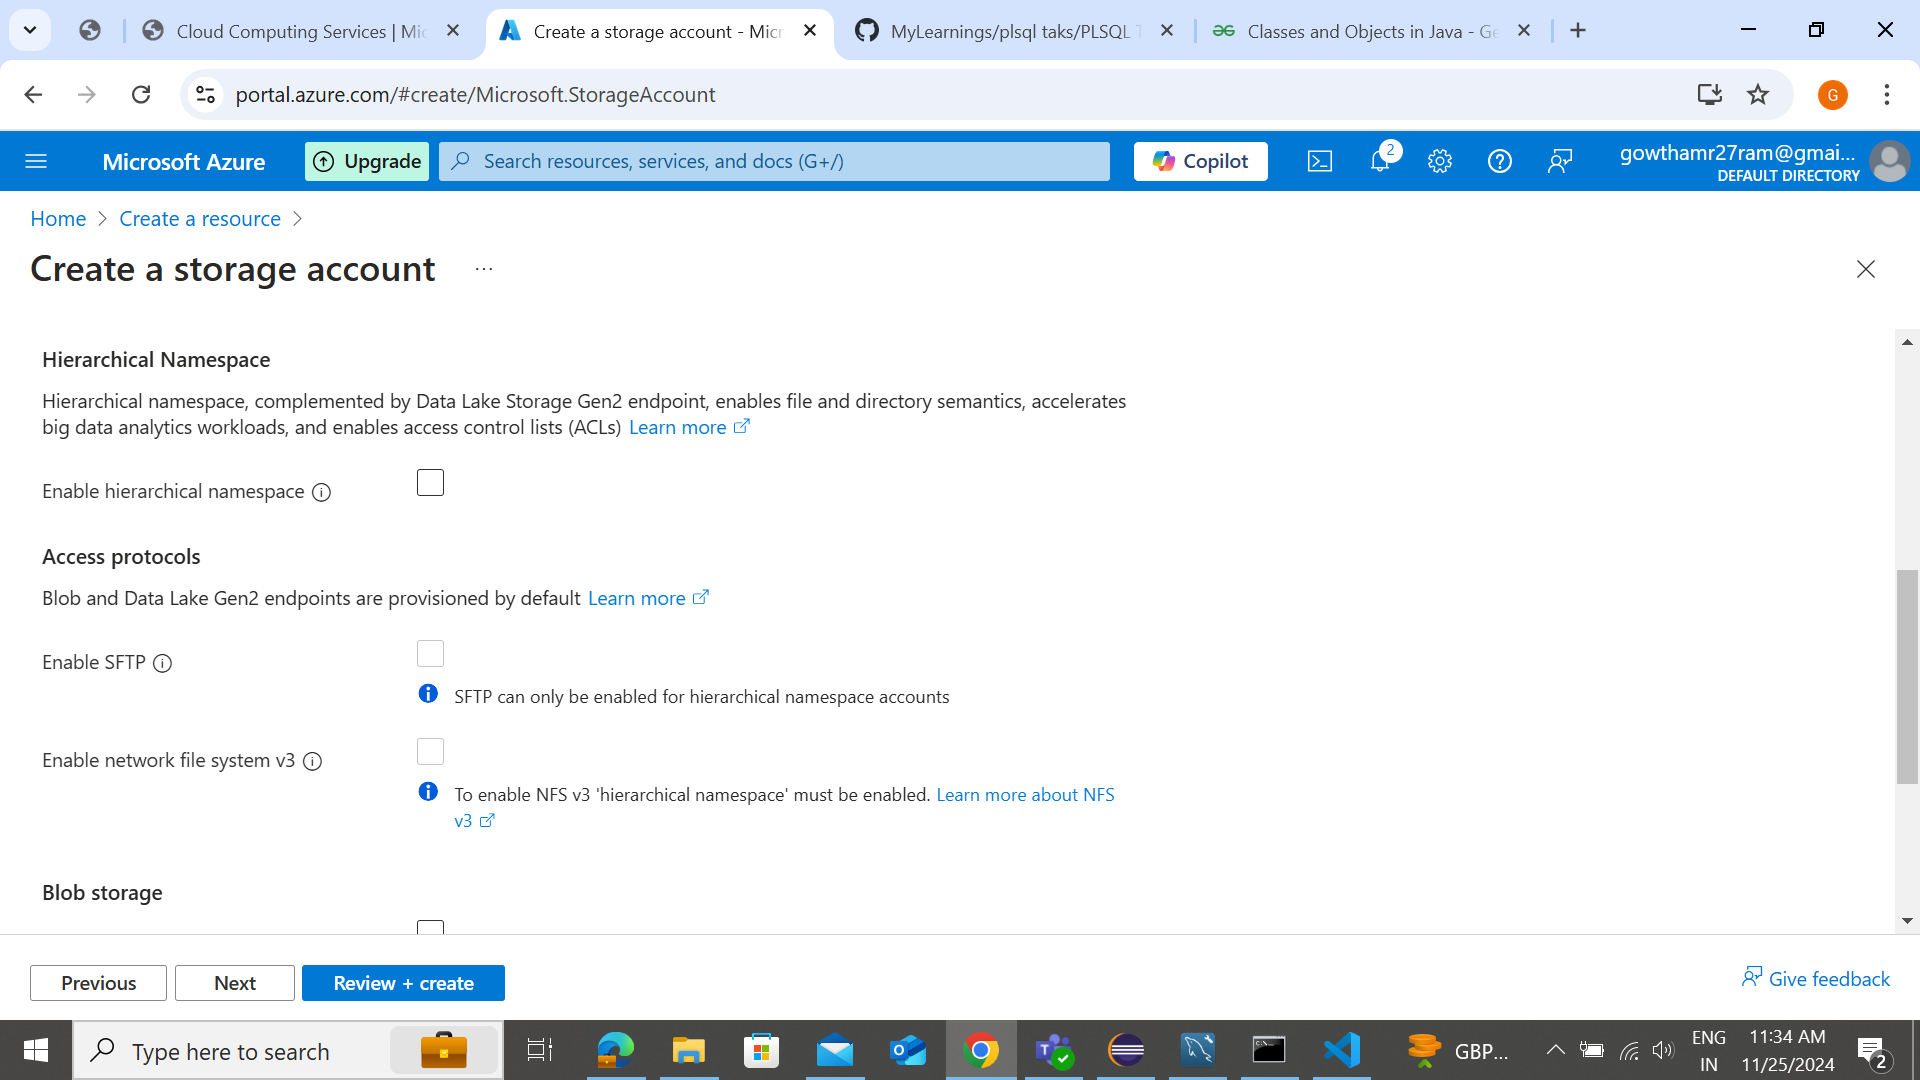 Cloud Computing Services | Mic
Create a storage account - Micr
MyLearnings/plsql taks/PLSQL T
Classes and Objects in Java - Ge
portal.azure.com/#create/Microsoft.StorageAccount
G
Microsoft Azure
Upgrade
Search resources, services, and docs (G+/)
Copilot
2
gowthamr27ram@gmai...
DEFAULT DIRECTORY
Home
Create a resource
Create a storage account
...
Hierarchical Namespace
Hierarchical namespace, complemented by Data Lake Storage Gen2 endpoint, enables file and directory semantics, accelerates
big data analytics workloads, and enables access control lists (ACLs) Learn more
Enable hierarchical namespace
Access protocols
Blob and Data Lake Gen2 endpoints are provisioned by default Learn more
Enable SFTP
SFTP can only be enabled for hierarchical namespace accounts
Enable network file system v3
To enable NFS v3 'hierarchical namespace' must be enabled. Learn more about NFS
v3
Blob storage
Previous
Next
Review + create
Give feedback
Type here to search
GBP...
ENG
IN
11:34 AM
11/25/2024
2